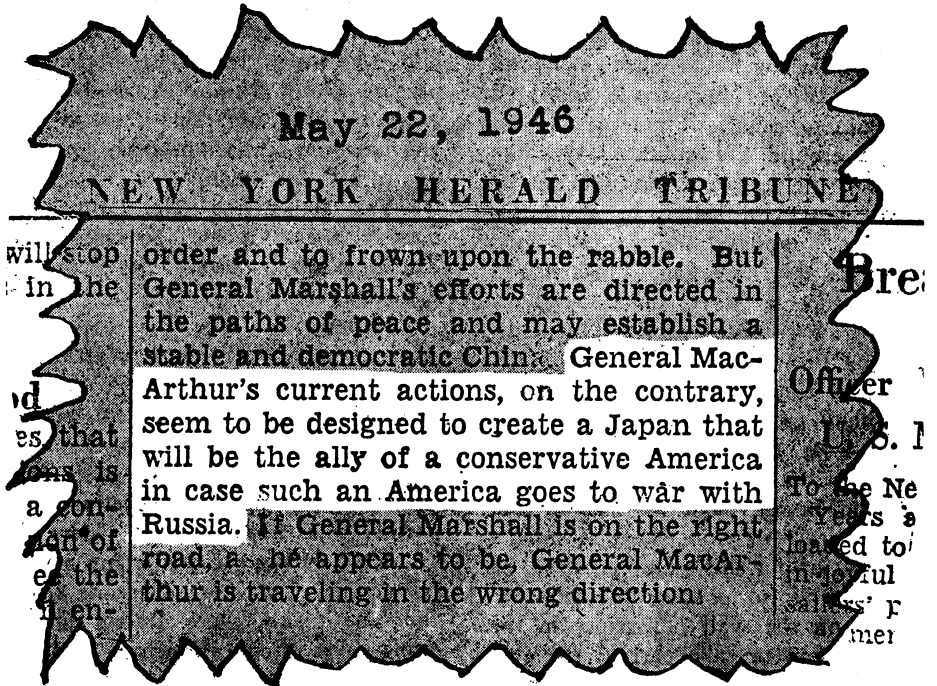 May 22, 1946
NEW YORK HERALD TRIBUNE
will stop
in the
es that
ions is
a con-
of
the
en-
order and to frown upon the rabble. But
General Marshall's efforts are directed in
the paths of peace and may establish a
stable and democratic China. General Mac-
Arthur's current actions, on the contrary,
seem to be designed to create a Japan that
will be the ally of a conservative America
in case such an America goes to war with
Russia. If General Marshall is on the right
road, as he appears to be, General MacAr-
thur is traveling in the wrong direction.
Brea
Officer
U. S.
To the Ne
Years
loaded to
in joyful
sailors' p